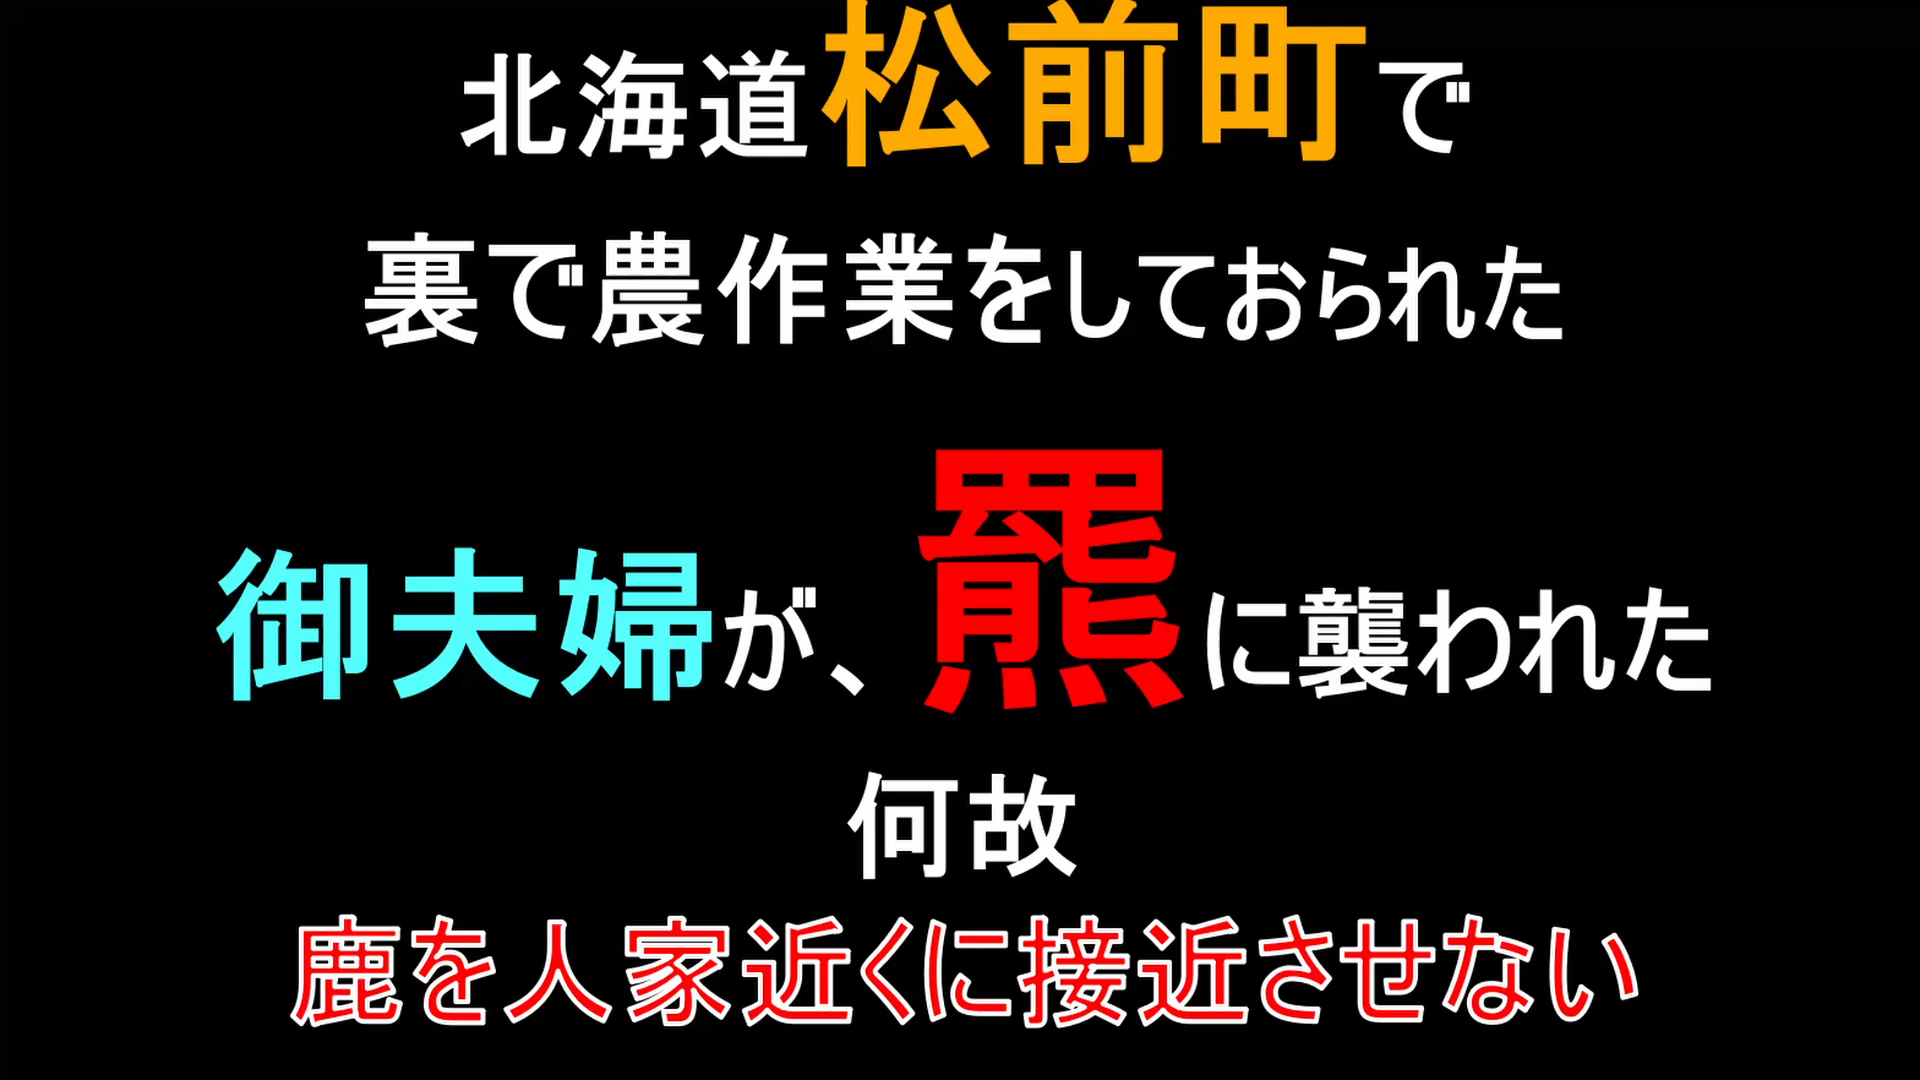 北海道松前町で
裏で農作業をしておられた
御夫婦が、羆に襲われた
何故
鹿を人家近くに接近させない